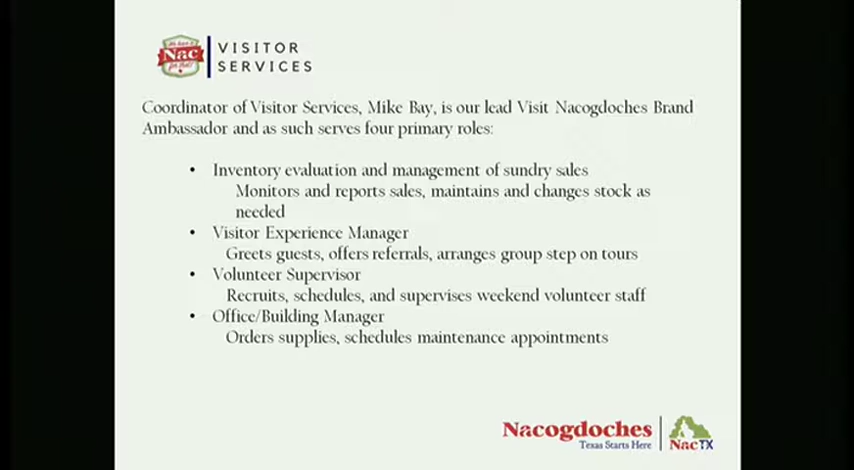 Nac
for that!
VISITOR
SERVICES
Coordinator of Visitor Services, Mike Bay, is our lead Visit Nacogdoches Brand
Ambassador and as such serves four primary roles:
• Inventory evaluation and management of sundry sales
Monitors and reports sales, maintains and changes stock as
needed
• Visitor Experience Manager
Greets guests, offers referrals, arranges group step on tours
• Volunteer Supervisor
Recruits, schedules, and supervises weekend volunteer staff
• Office/Building Manager
Orders supplies, schedules maintenance appointments
Nacogdoches
Texas Starts Here
NacTX